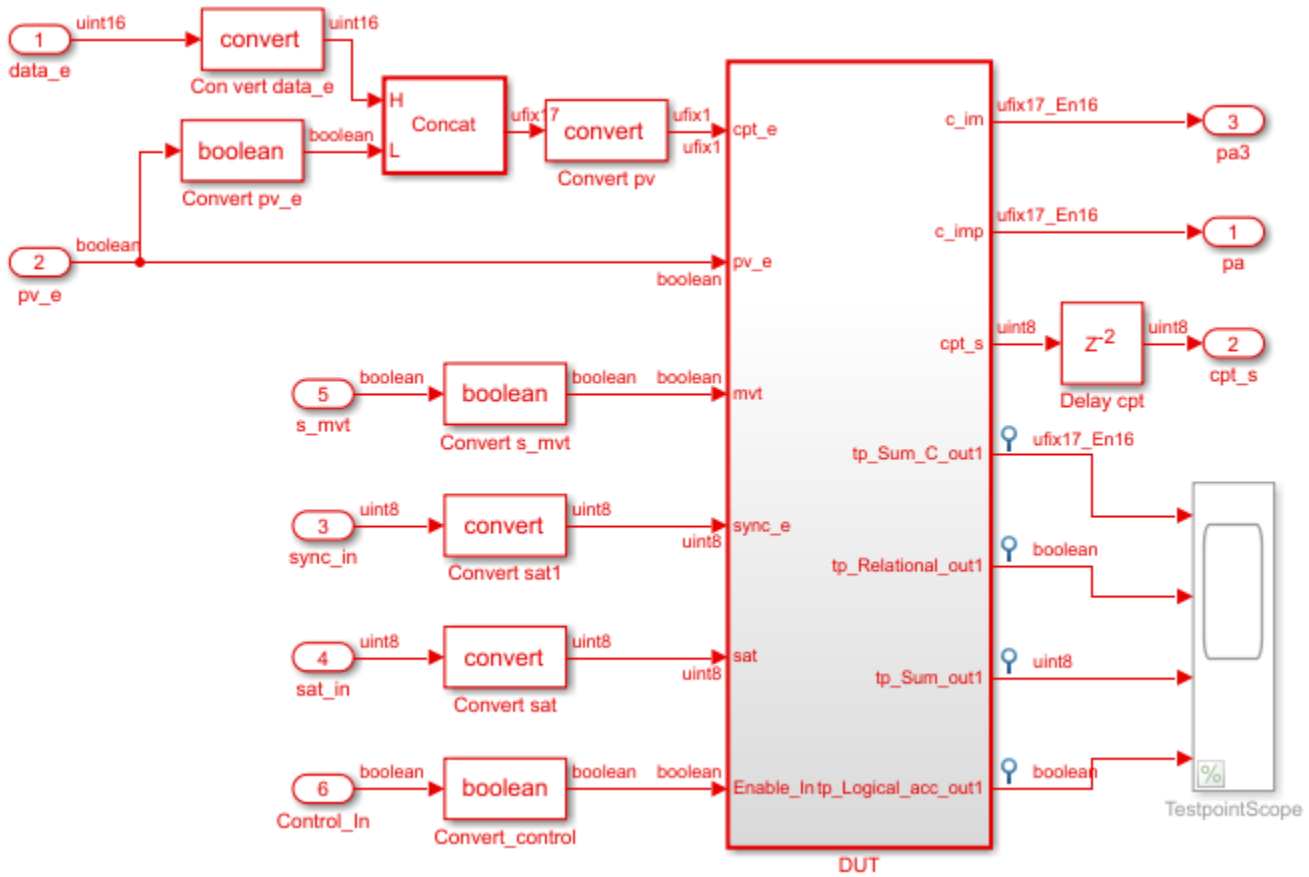 uint16
1
data_e
convert
uint16
Con vert data_e
H
Concat
L
ufix17
boolean
boolean
Convert pv_e
convert
Convert pv
ufix1
ufix1
cpt_e
boolean
2
pv_e
boolean
pv_e
boolean
5
s_mvt
boolean
Convert s_mvt
boolean
boolean
mvt
uint8
3
sync_in
convert
Convert sat1
uint8
uint8
sync_e
uint8
4
sat_in
convert
Convert sat
uint8
uint8
sat
boolean
6
Control_In
boolean
Convert_control
boolean
boolean
Enable_In
DUT
c_im
ufix17_En16
3
pa3
c_imp
ufix17_En16
1
pa
cpt_s
uint8
Z-2
Delay cpt
uint8
2
cpt_s
tp_Sum_C_out1
ufix17_En16
tp_Relational_out1
boolean
tp_Sum_out1
uint8
tp_Logical_acc_out1
boolean
%
TestpointScope